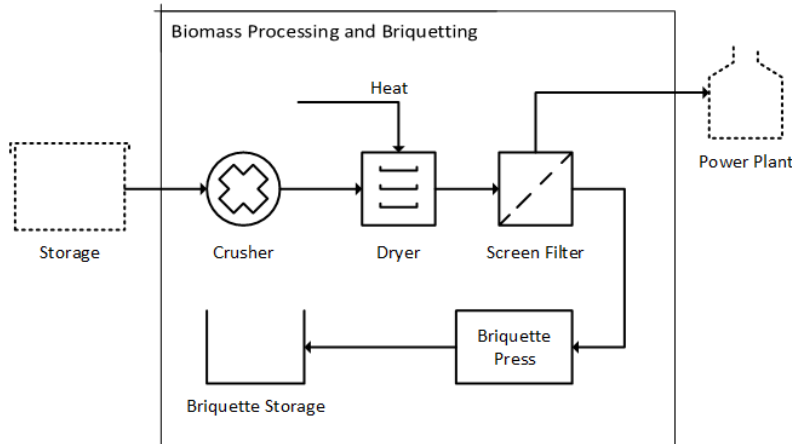 Biomass Processing and Briquetting
Heat
Power Plant
Storage
Crusher
Dryer
Screen Filter
Briquette
Press
Briquette Storage